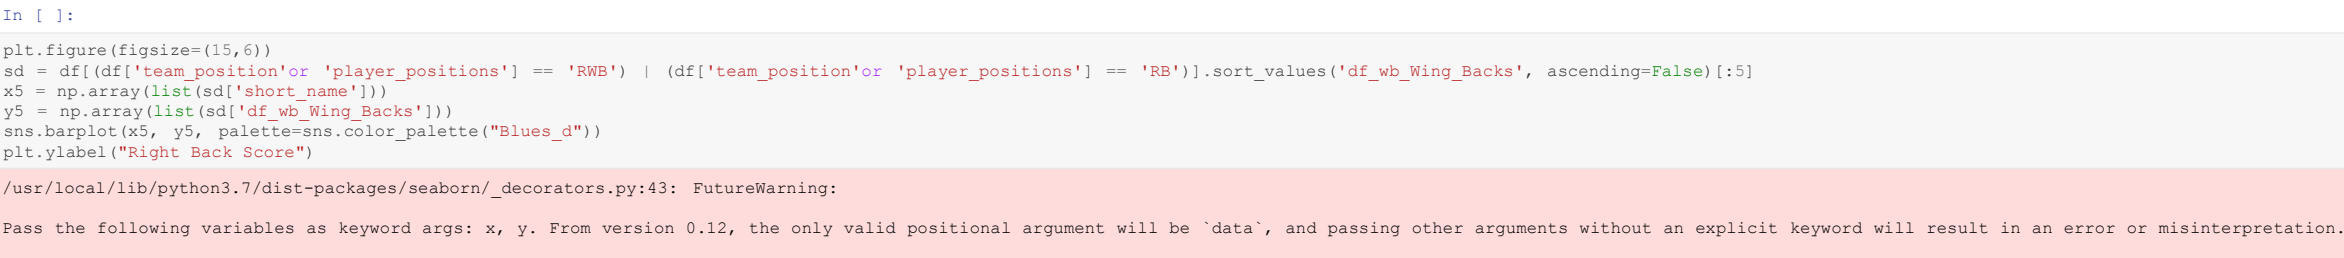 In [ ]:
plt.figure(figsize=(15,6))
sd = df[(df['team_position'or 'player_positions'] == 'RWB') | (df['team_position'or 'player_positions'] == 'RB')].sort_values('df_wb_Wing_Backs', ascending=False)[:5]
x5 = np.array(list(sd['short_name']))
y5 = np.array(list(sd['df_wb_Wing_Backs']))
sns.barplot(x5, y5, palette=sns.color_palette("Blues_d"))
plt.ylabel("Right Back Score")
/usr/local/lib/python3.7/dist-packages/seaborn/_decorators.py:43: FutureWarning:
Pass the following variables as keyword args: x, y. From version 0.12, the only valid positional argument will be `data`, and passing other arguments without an explicit keyword will result in an error or misinterpretation.